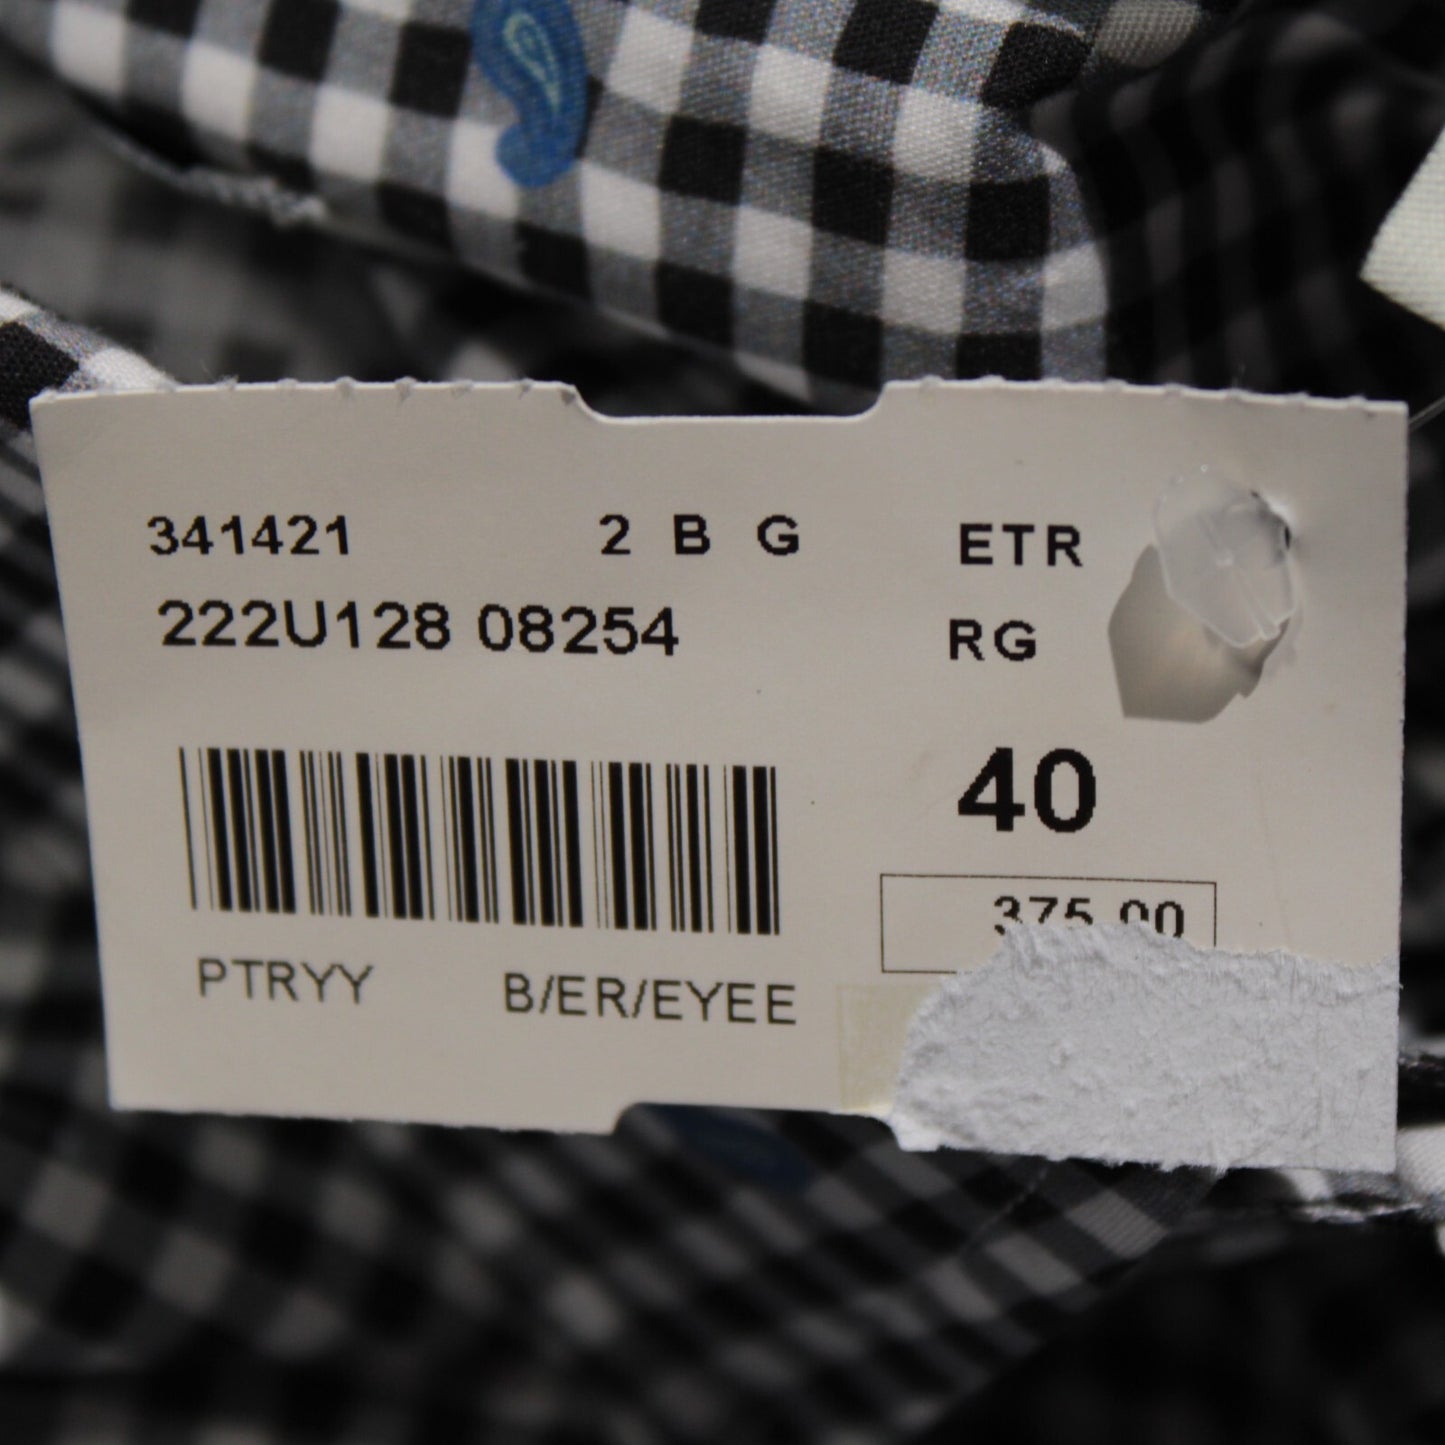 341421 2 B G ETR
222U128 08254 RG
40
375.00
PTRYY B/ER/EYEE